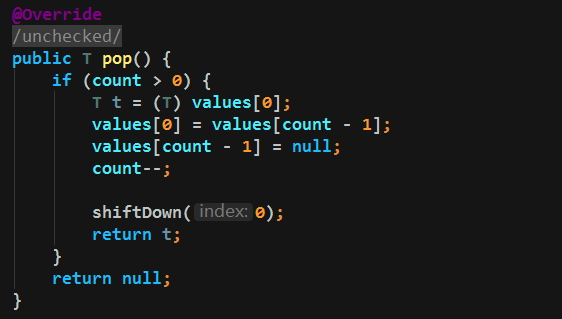 @Override
/unchecked/
public T pop() {
    if (count > 0) {
        T t = (T) values[0];
        values[0] = values[count - 1];
        values[count - 1] = null;
        count--;

        shiftDown( index: 0);
        return t;
    }
    return null;
}